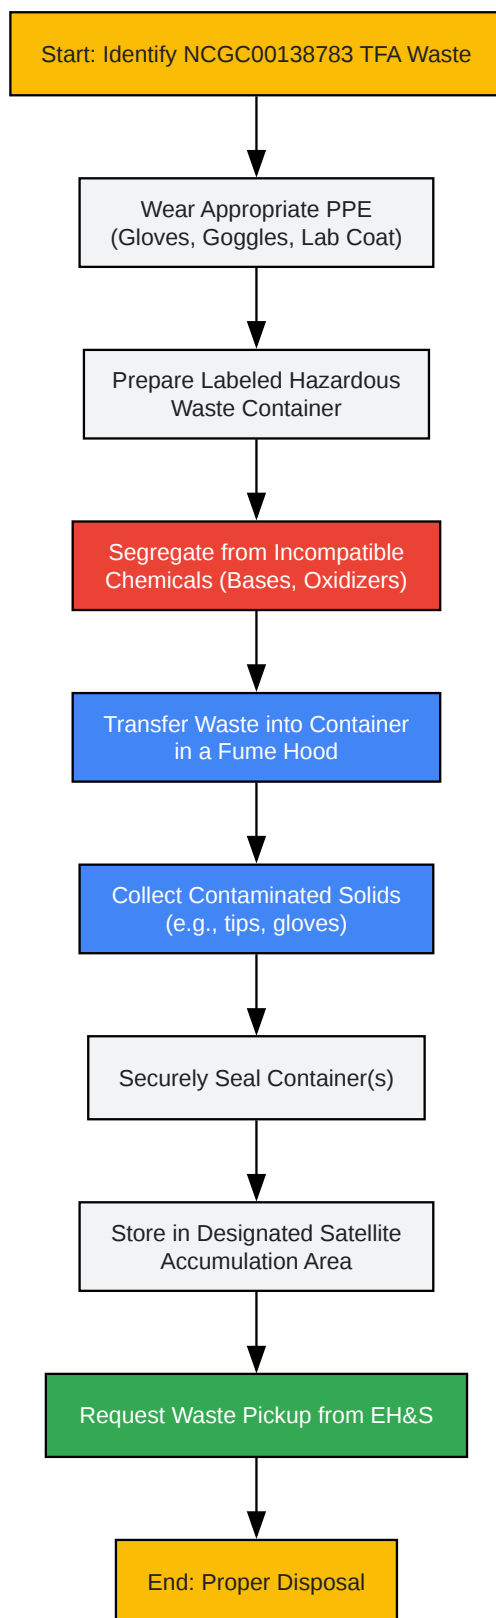 Start: Identify NCGC00138783 TFA Waste
Wear Appropriate PPE
(Gloves, Goggles, Lab Coat)
Prepare Labeled Hazardous
Waste Container
Segregate from Incompatible
Chemicals (Bases, Oxidizers)
Transfer Waste into Container
in a Fume Hood
Collect Contaminated Solids
(e.g., tips, gloves)
Securely Seal Container(s)
Store in Designated Satellite
Accumulation Area
Request Waste Pickup from EH&S
End: Proper Disposal